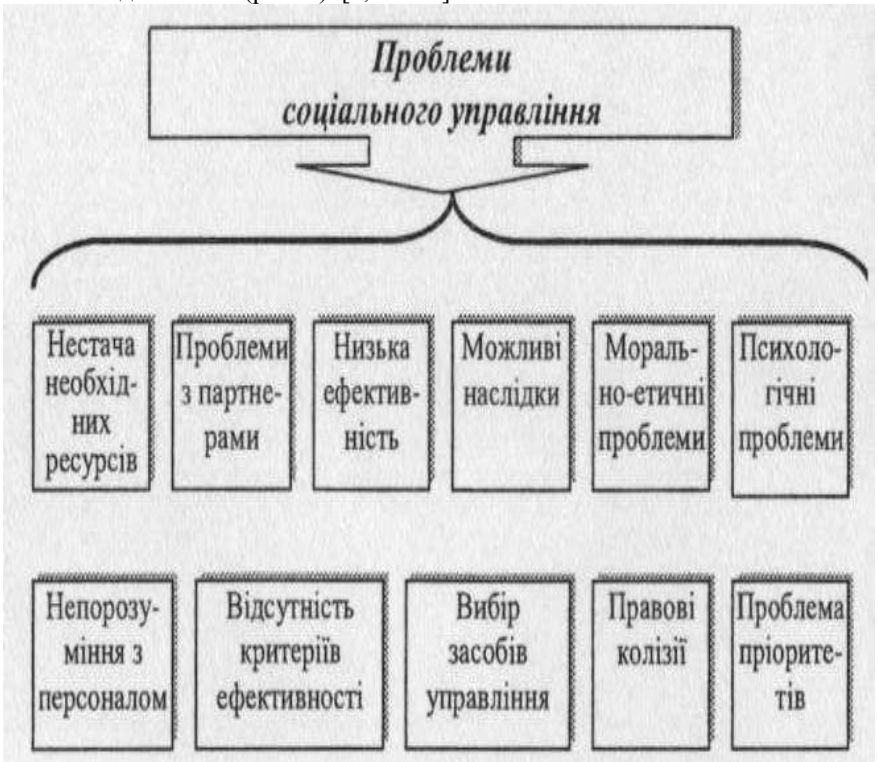 Проблеми
соціального управління
Нестача
необхід-
них
ресурсів
Проблеми
з партне-
рами
Низька
ефектив-
ність
Можливі
наслідки
Мораль-
но-етичні
проблеми
Психоло-
гічні
проблеми
Непорозу-
міння з
персоналом
Відсутність
критеріїв
ефективності
Вибір
засобів
управління
Правові
колізії
Проблема
пріорите-
тів